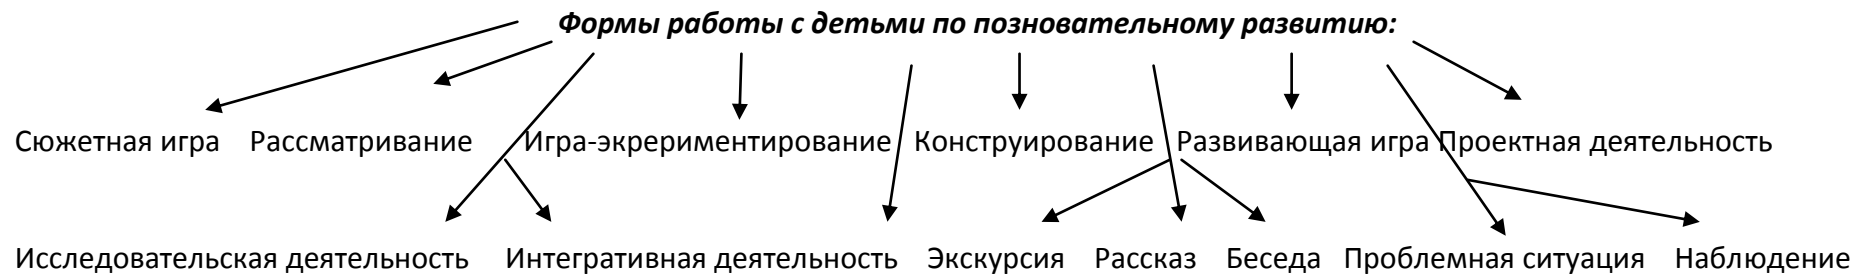 Формы работы с детьми по позновательному развитию:
Сюжетная игра Рассматривание Игра-экрериментирование Конструирование Развивающая игра Проектная деятельность
Исследовательская деятельность Интегративная деятельность Экскурсия Рассказ Беседа Проблемная ситуация Наблюдение